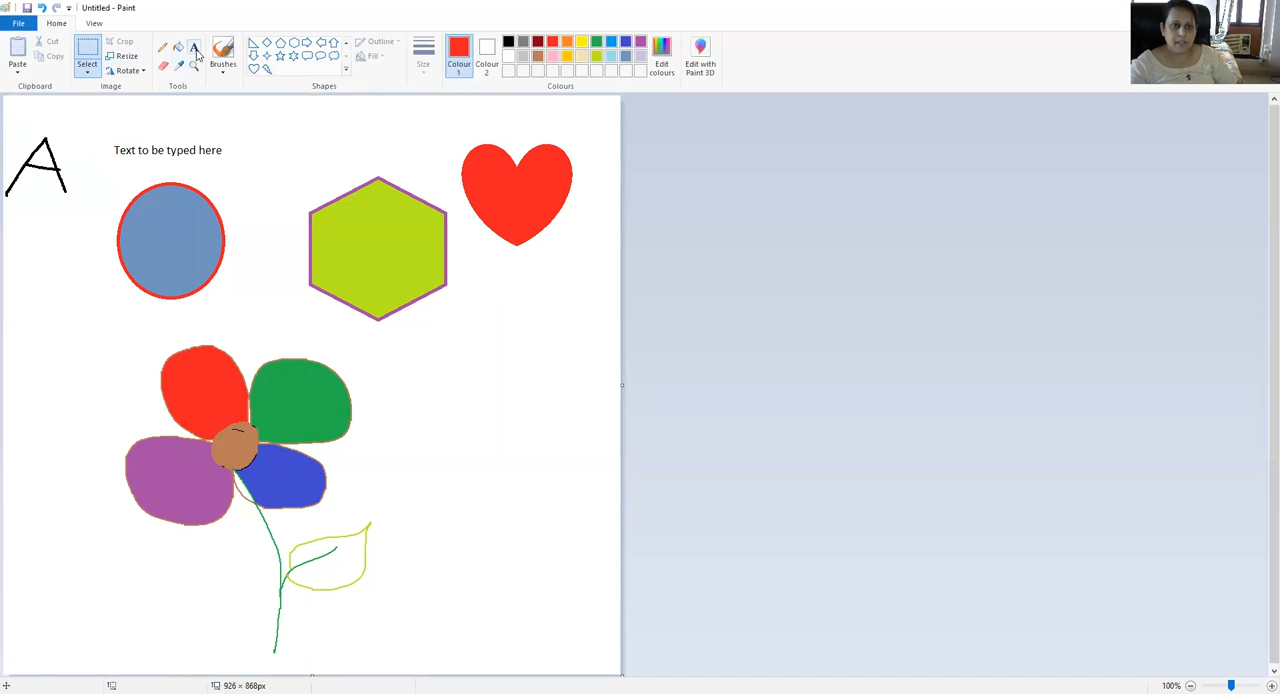 Untitled - Paint
File
Home
View
Paste
Cut
Copy
Clipboard
Select
Crop
Resize
Rotate
Image
A
Tools
Brushes
Shapes
Outline
Fill
Size
Colour 1
Colour 2
Edit colours
Edit with Paint 3D
Colours
A
Text to be typed here
926 × 868px
100%